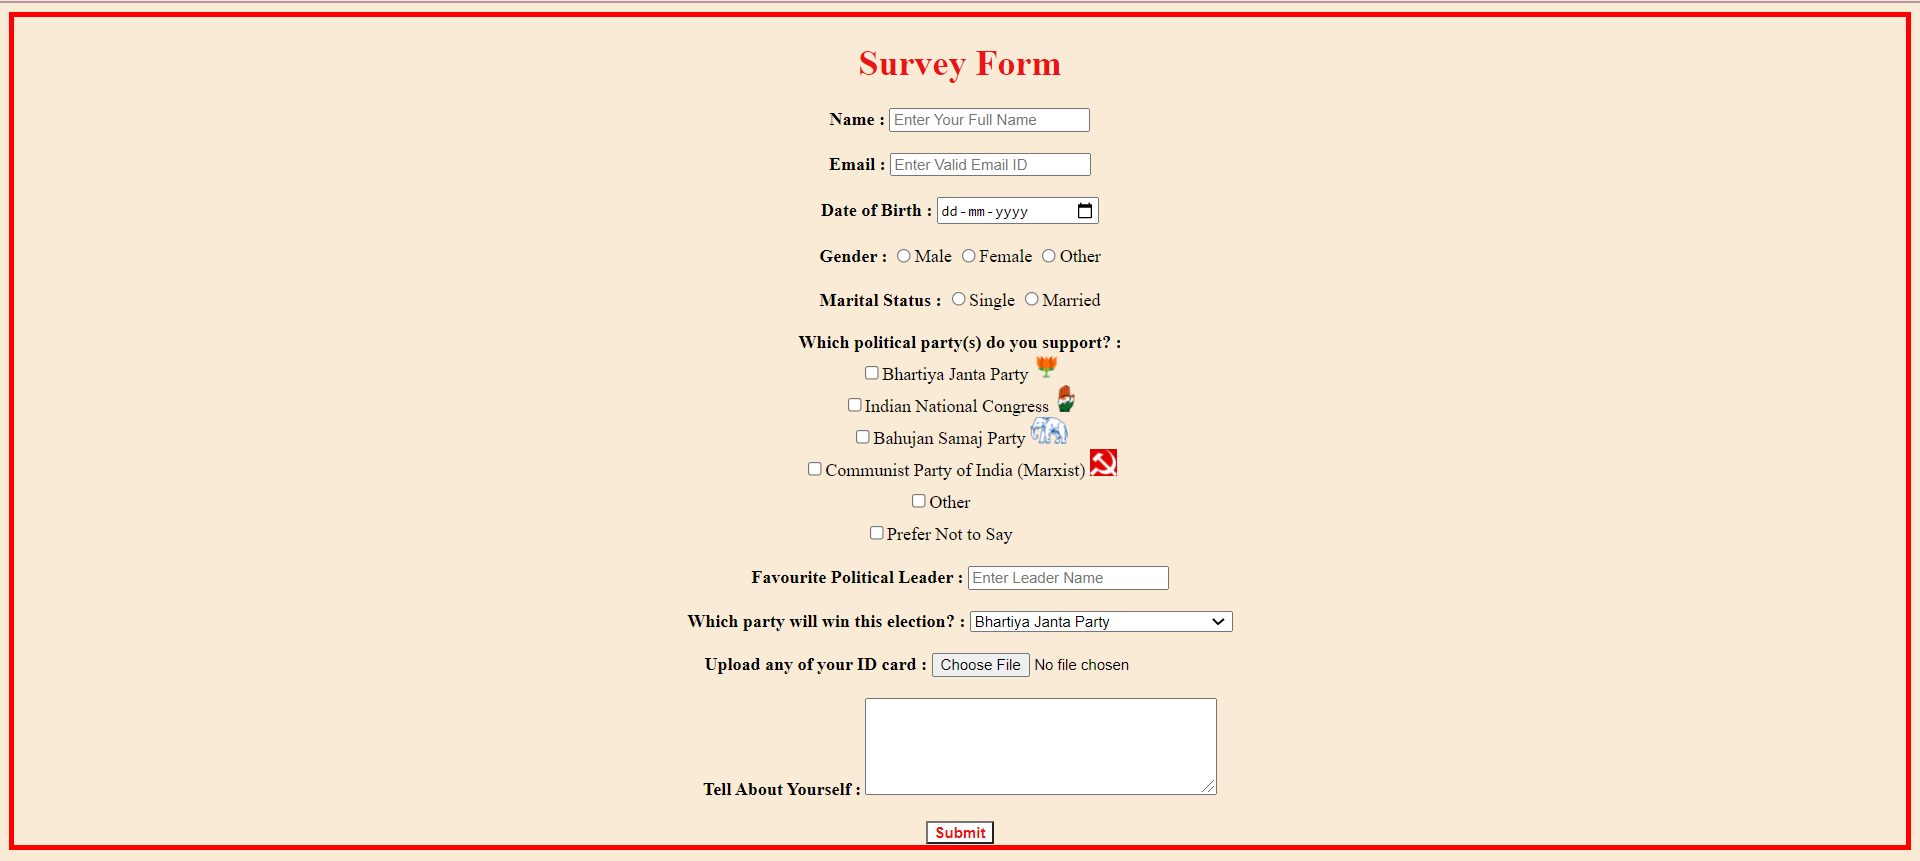 Survey Form
Name : Enter Your Full Name
Email : Enter Valid Email ID
Date of Birth : dd-mm-yyyy
Gender : Male Female Other
Marital Status : Single Married
Which political party(s) do you support? :
Bhartiya Janta Party
Indian National Congress
Bahujan Samaj Party
Communist Party of India (Marxist)
Other
Prefer Not to Say
Favourite Political Leader : Enter Leader Name
Which party will win this election? : Bhartiya Janta Party
Upload any of your ID card : Choose File No file chosen
Tell About Yourself :
Submit